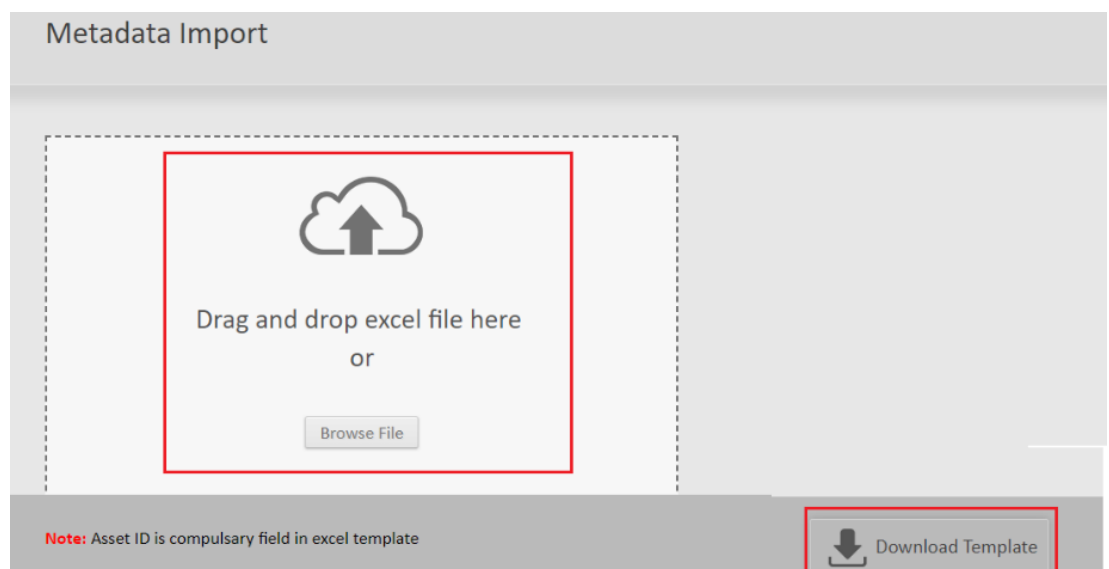 Metadata Import
Drag and drop excel file here
or
Browse File
Note: Asset ID is compulsary field in excel template
Download Template